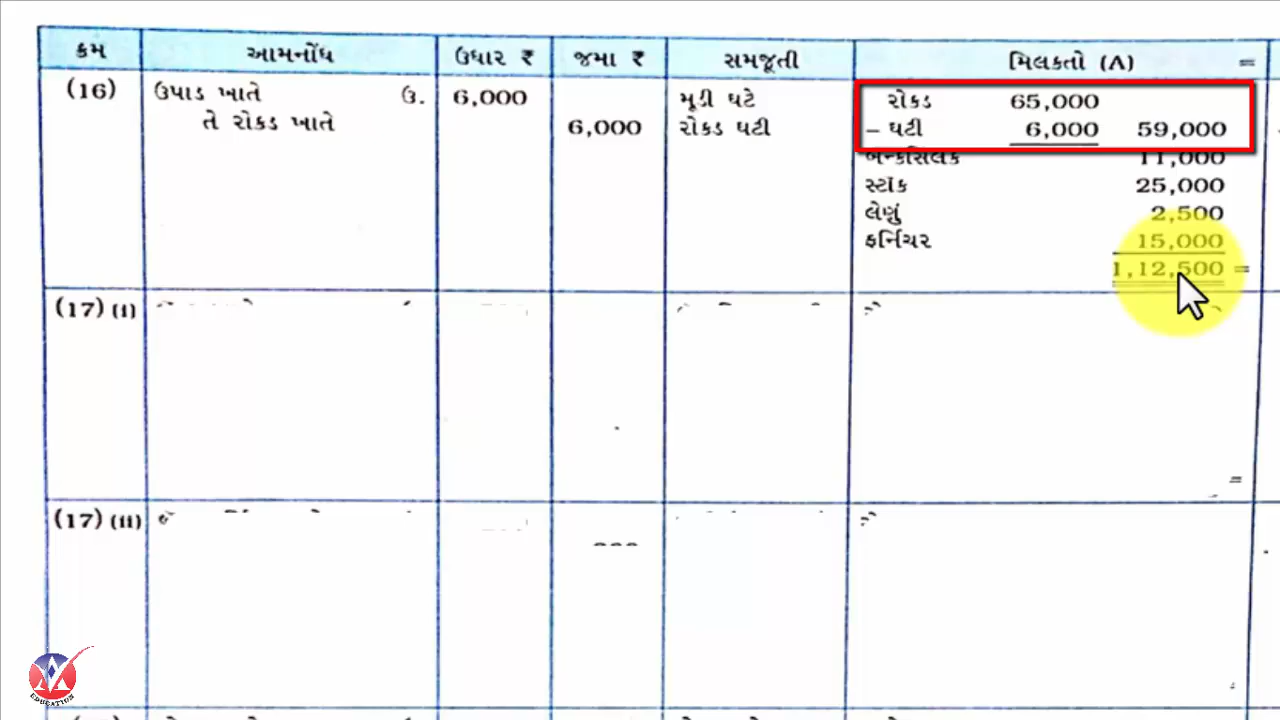 ક્રમ આમનોંધ ઉધાર ₹ જમા ₹ સમજૂતી મિલકતો (A) =
(16) ઉપાડ ખાતે ઉ. 6,000 મૂડી ઘટે રોકડ 65,000
તે રોકડ ખાતે 6,000 રોકડ ઘટી – ઘટી 6,000 59,000
બૅન્કસિલક 11,000
સ્ટૉક 25,000
લેણું 2,500
ફર્નિચર 15,000
1,12,500 =
(17) (i)
=
(17) (ii)
EDUCATION